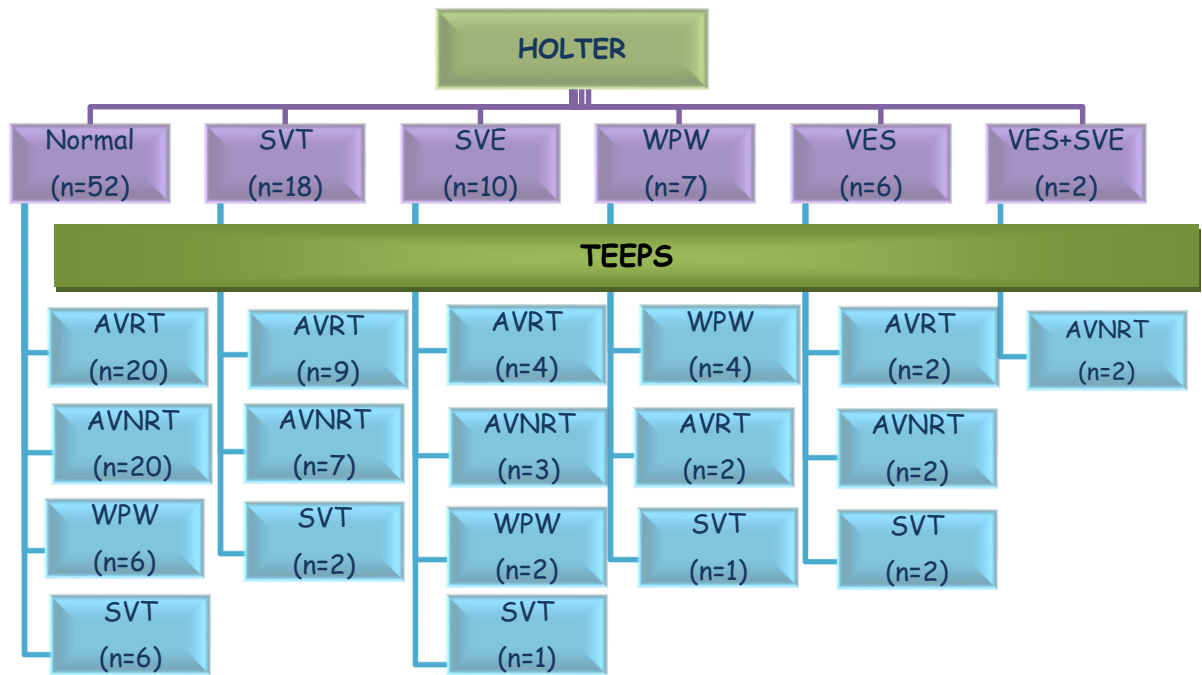 HOLTER
Normal
(n=52)
SVT
(n=18)
SVE
(n=10)
WPW
(n=7)
VES
(n=6)
VES+SVE
(n=2)
TEEPS
AVRT
(n=20)
AVNRT
(n=20)
WPW
(n=6)
SVT
(n=6)
AVRT
(n=9)
AVNRT
(n=7)
SVT
(n=2)
AVRT
(n=4)
AVNRT
(n=3)
WPW
(n=2)
SVT
(n=1)
WPW
(n=4)
AVRT
(n=2)
SVT
(n=1)
AVRT
(n=2)
AVNRT
(n=2)
SVT
(n=2)
AVNRT
(n=2)